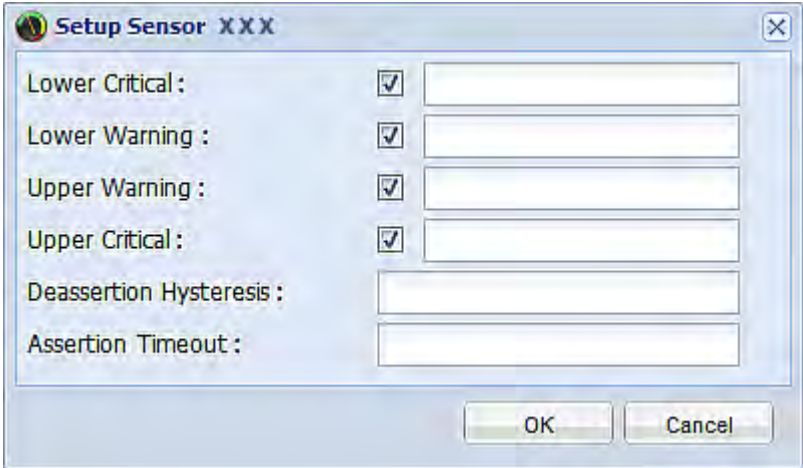 Setup Sensor XXX
Lower Critical :
Lower Warning :
Upper Warning :
Upper Critical :
Deassertion Hysteresis :
Assertion Timeout :
OK Cancel